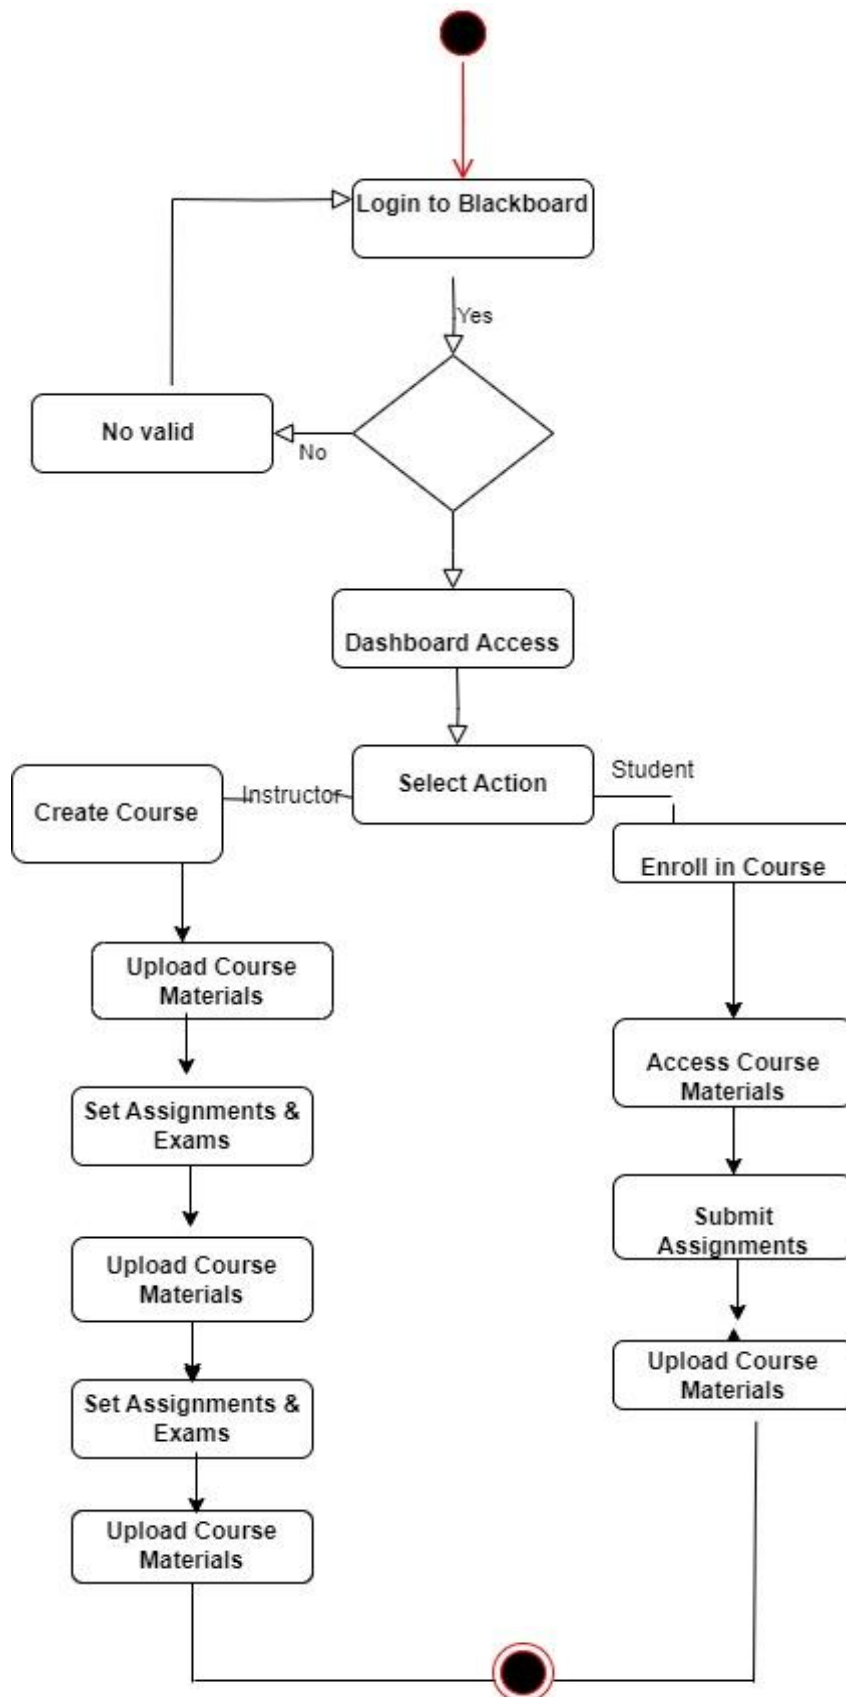 Login to Blackboard
Yes
No valid
No
Dashboard Access
Select Action
Instructor
Student
Create Course
Enroll in Course
Upload Course
Materials
Access Course
Materials
Set Assignments &
Exams
Submit
Assignments
Upload Course
Materials
Upload Course
Materials
Set Assignments &
Exams
Upload Course
Materials